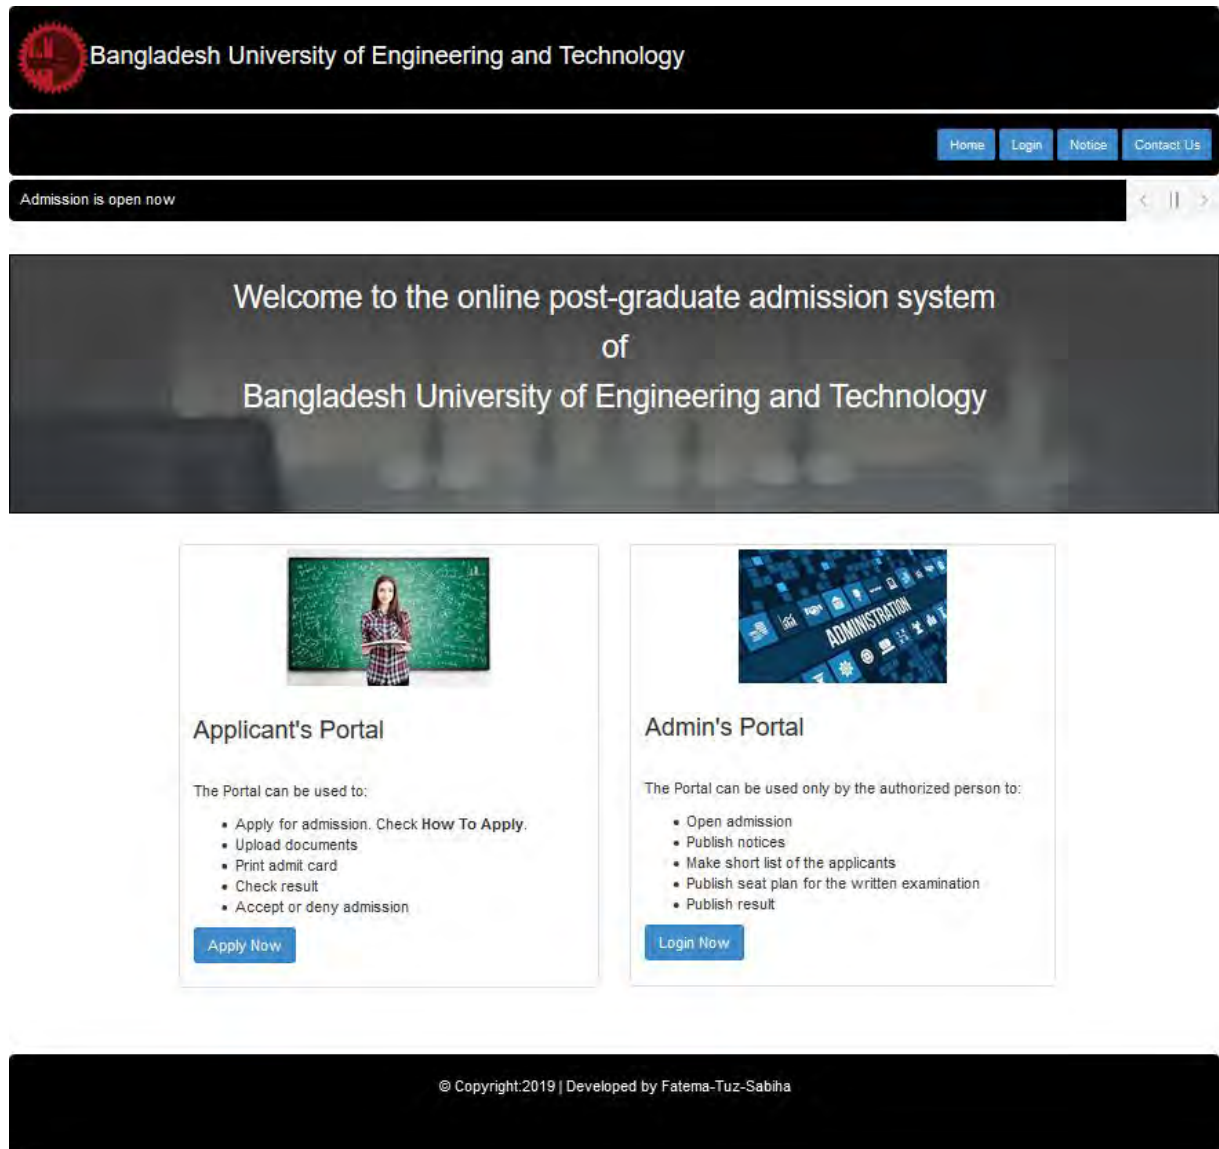 Bangladesh University of Engineering and Technology
Home Login Notice Contact Us
Admission is open now
Welcome to the online post-graduate admission system
of
Bangladesh University of Engineering and Technology
ADMINISTRATION
Applicant's Portal
The Portal can be used to:
• Apply for admission. Check How To Apply.
• Upload documents
• Print admit card
• Check result
• Accept or deny admission
Apply Now
Admin's Portal
The Portal can be used only by the authorized person to:
• Open admission
• Publish notices
• Make short list of the applicants
• Publish seat plan for the written examination
• Publish result
Login Now
© Copyright:2019 | Developed by Fatema-Tuz-Sabiha